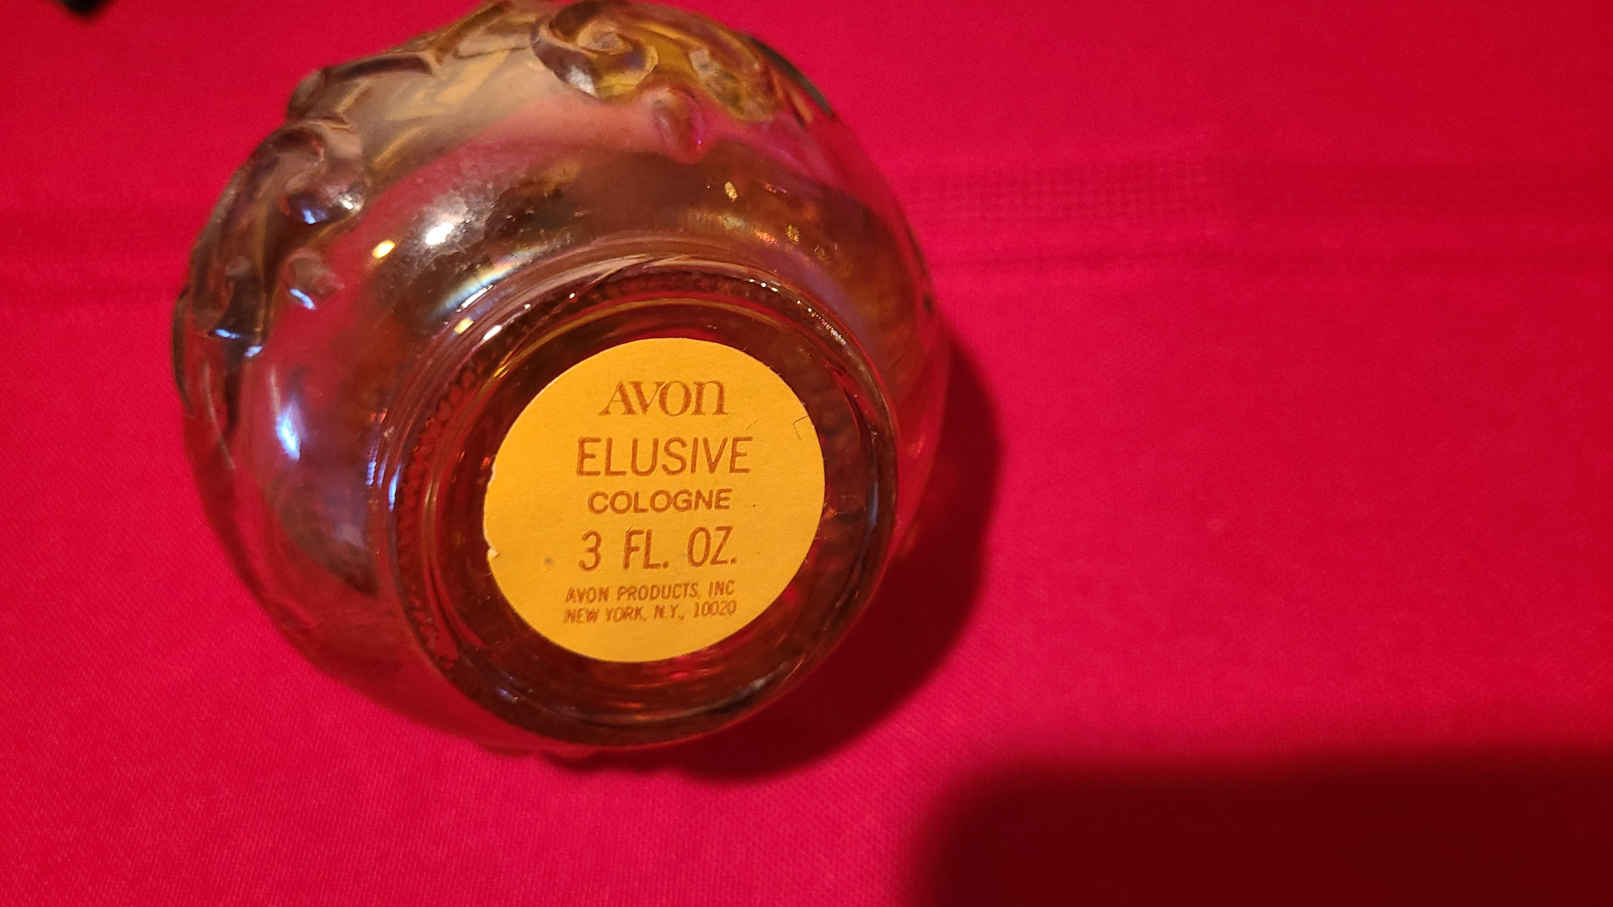 AVON
ELUSIVE
COLOGNE
3 FL. OZ.
AVON PRODUCTS, INC
NEW YORK, N.Y., 10020